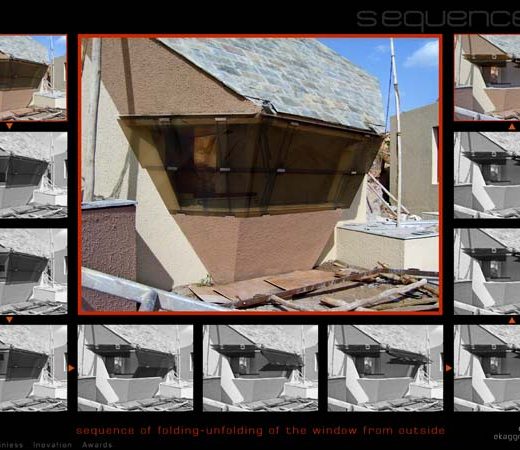 sequence
sequence of folding-unfolding of the window from outside
Inovation Awards